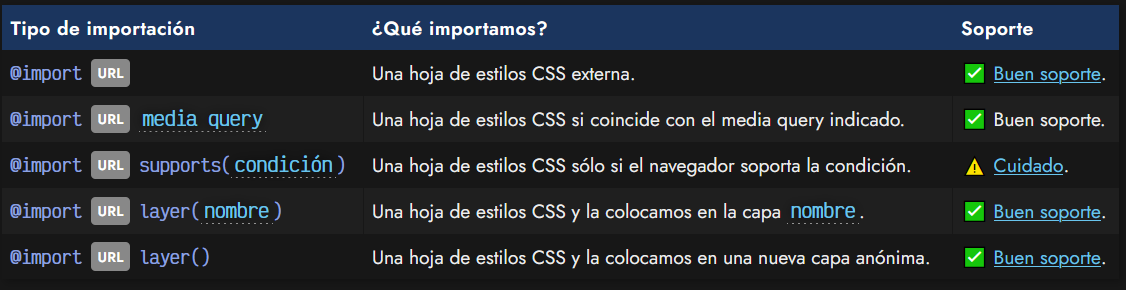 Tipo de importación ¿Qué importamos? Soporte
@import URL Una hoja de estilos CSS externa. ✅ Buen soporte.
@import URL media query Una hoja de estilos CSS si coincide con el media query indicado. ✅ Buen soporte.
@import URL supports(condición) Una hoja de estilos CSS sólo si el navegador soporta la condición. ⚠️ Cuidado.
@import URL layer(nombre) Una hoja de estilos CSS y la colocamos en la capa nombre. ✅ Buen soporte.
@import URL layer() Una hoja de estilos CSS y la colocamos en una nueva capa anónima. ✅ Buen soporte.